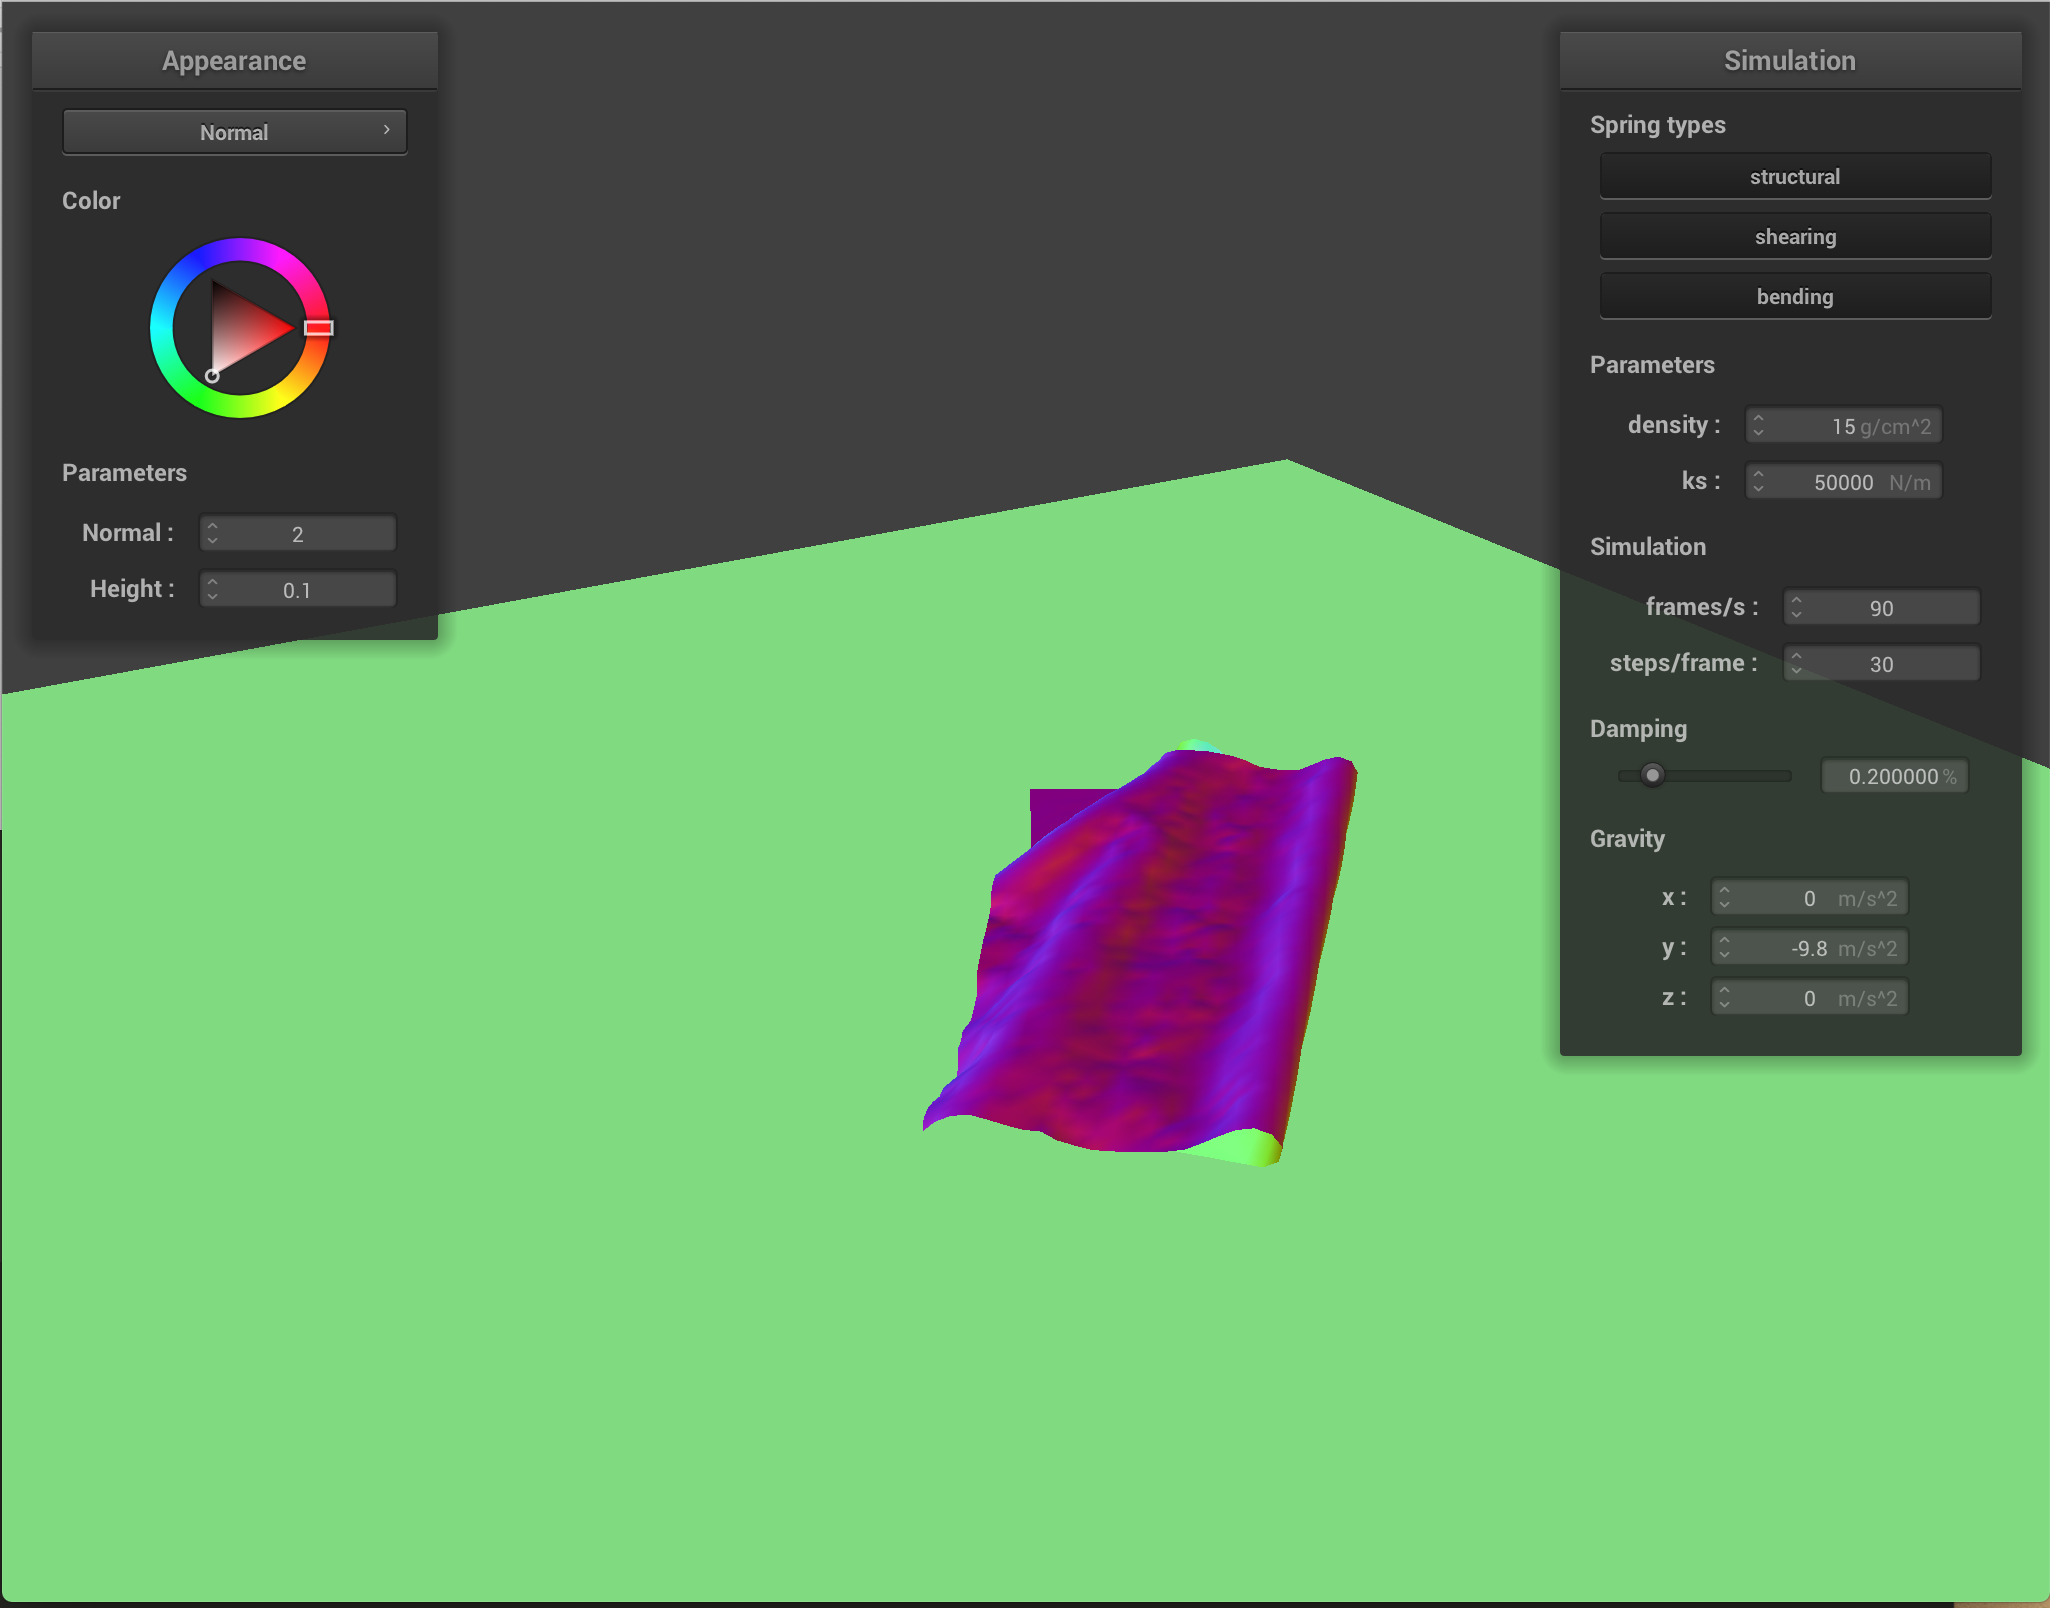 Appearance
Normal
Color
Parameters
Normal :
2
Height :
0.1
Simulation
Spring types
structural
shearing
bending
Parameters
density :
15 g/cm^2
ks :
50000 N/m
Simulation
frames/s :
90
steps/frame :
30
Damping
0.200000 %
Gravity
x :
0 m/s^2
y :
-9.8 m/s^2
z :
0 m/s^2